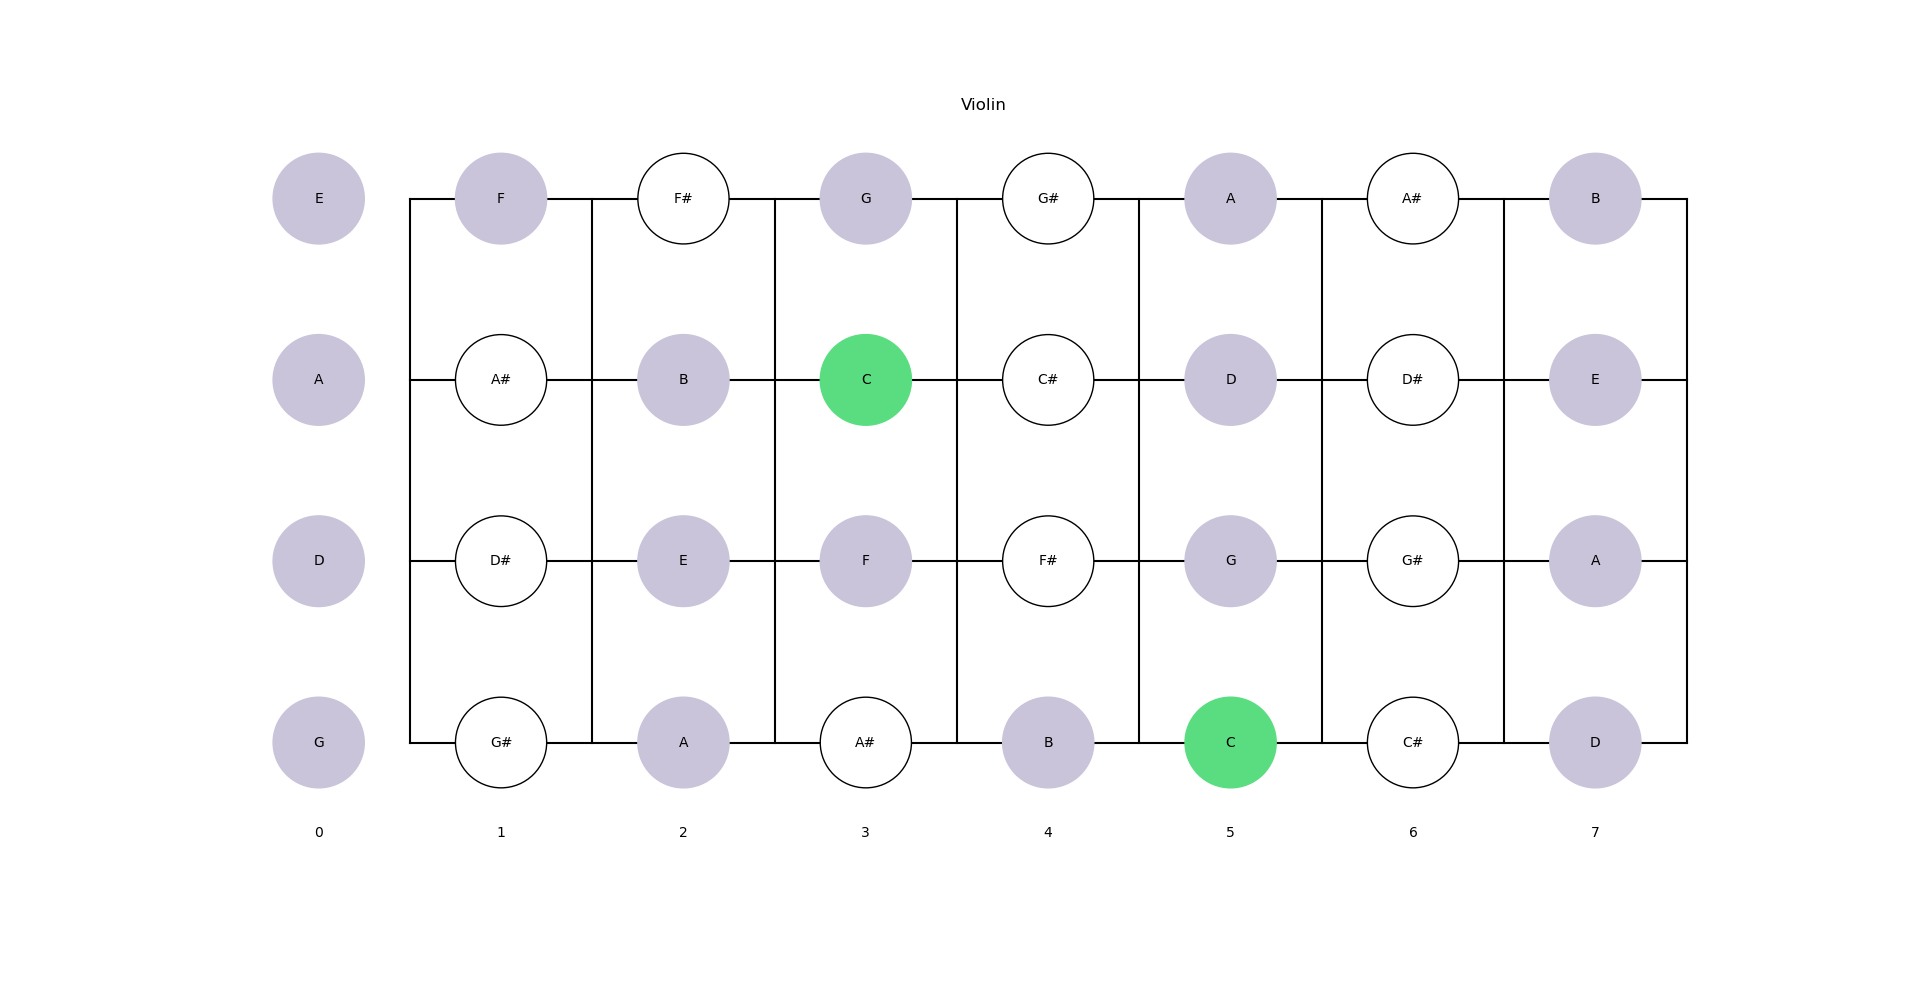 Violin
E F F# G G# A A# B
A A# B C C# D D# E
D D# E F F# G G# A
G G# A A# B C C# D
0 1 2 3 4 5 6 7